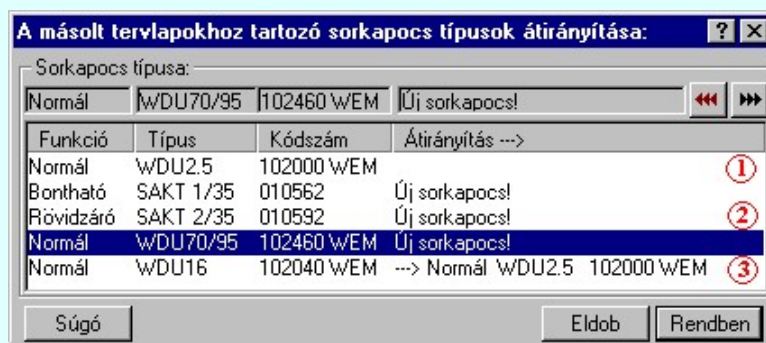 A másolt tervlapokhoz tartozó sorkapocs típusok átirányítása:
Sorkapocs típusa:
Normál WDU70/95 102460 WEM Új sorkapocs!
Funkció Típus Kódszám Átirányítás --->
Normál WDU2.5 102000 WEM 1
Bontható SAKT 1/35 010562 Új sorkapocs!
Rövidzáró SAKT 2/35 010592 Új sorkapocs! 2
Normál WDU70/95 102460 WEM Új sorkapocs!
Normál WDU16 102040 WEM ---> Normál WDU2.5 102000 WEM 3
Súgó Eldob Rendben